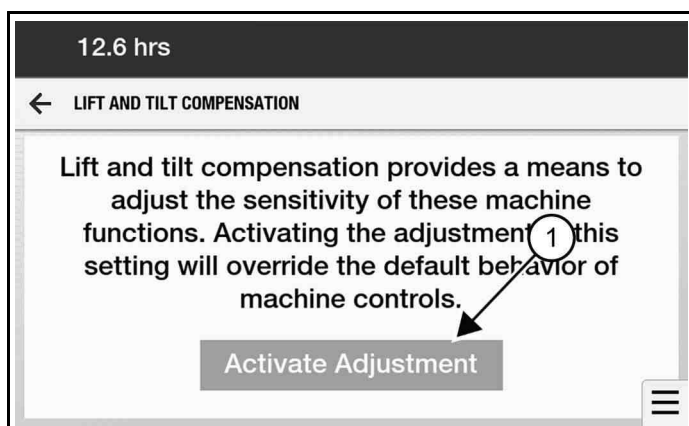 12.6 hrs
LIFT AND TILT COMPENSATION
Lift and tilt compensation provides a means to
adjust the sensitivity of these machine
functions. Activating the adjustment 1 this
setting will override the default behavior of
machine controls.
Activate Adjustment